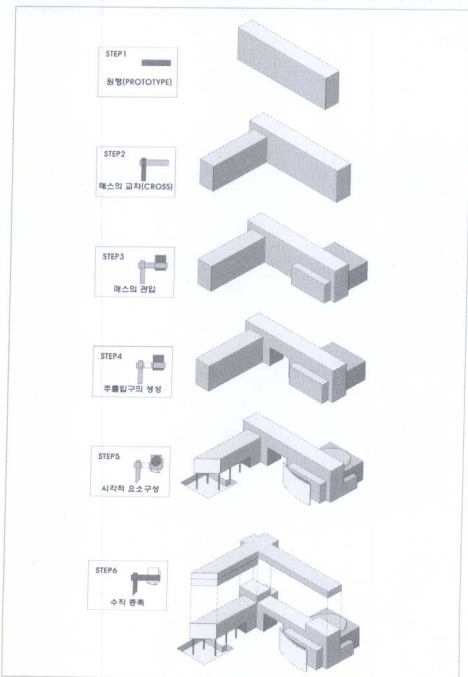 STEP1
원형(PROTOTYPE)
STEP2
매스의 교차(CROSS)
STEP3
매스의 관입
STEP4
주출입구의 생성
STEP5
시각적 요소구성
STEP6
수직 증축